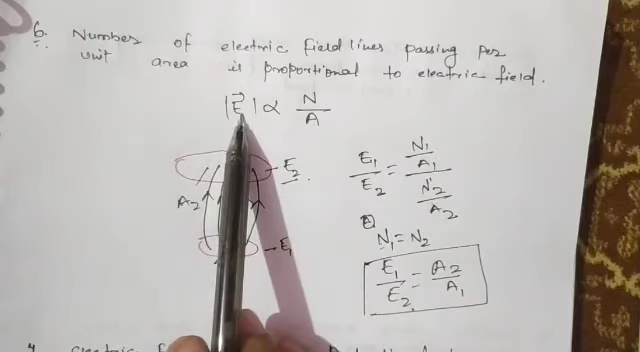 6. Number of electric field lines passing per
unit area is proportional to electric field.
|E⃗| ∝ N/A
E₂
A₂
E₁
E₁/E₂ = (N₁/A₁)/(N₂/A₂)
N₁ = N₂
E₁/E₂ = A₂/A₁